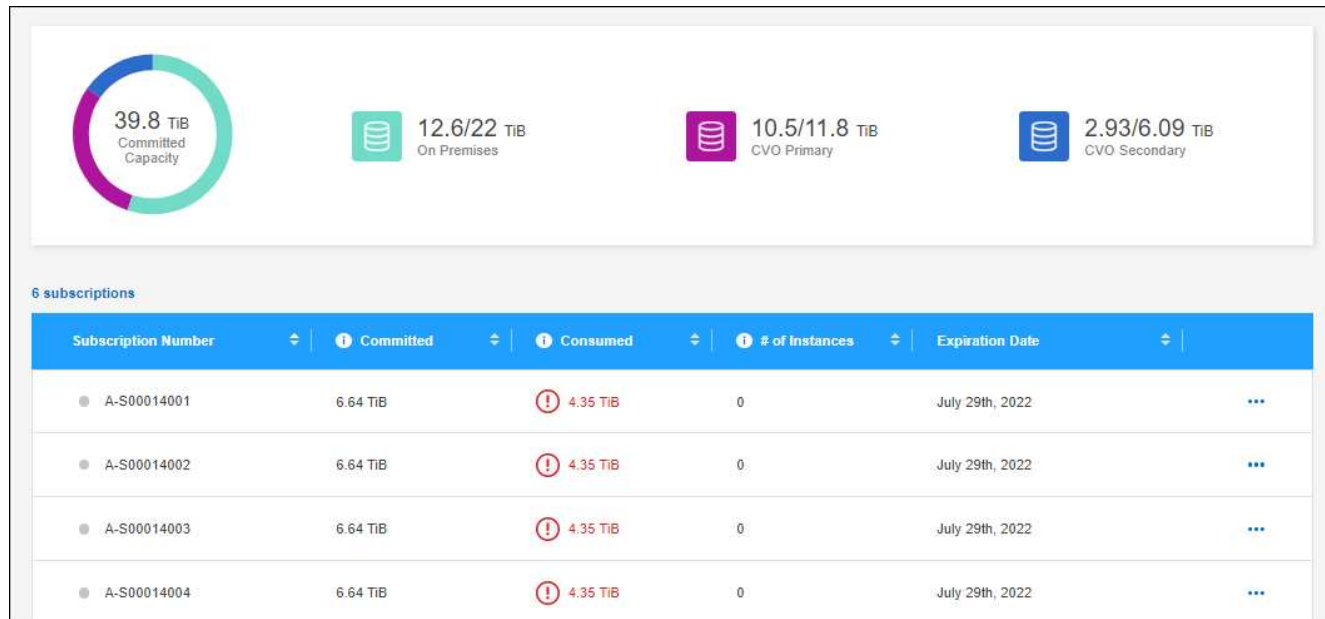 39.8 TiB
Committed
Capacity
12.6/22 TiB
On Premises
10.5/11.8 TiB
CVO Primary
2.93/6.09 TiB
CVO Secondary
6 subscriptions
Subscription Number Committed Consumed # of Instances Expiration Date
A-S00014001 6.64 TiB 4.35 TiB 0 July 29th, 2022
A-S00014002 6.64 TiB 4.35 TiB 0 July 29th, 2022
A-S00014003 6.64 TiB 4.35 TiB 0 July 29th, 2022
A-S00014004 6.64 TiB 4.35 TiB 0 July 29th, 2022